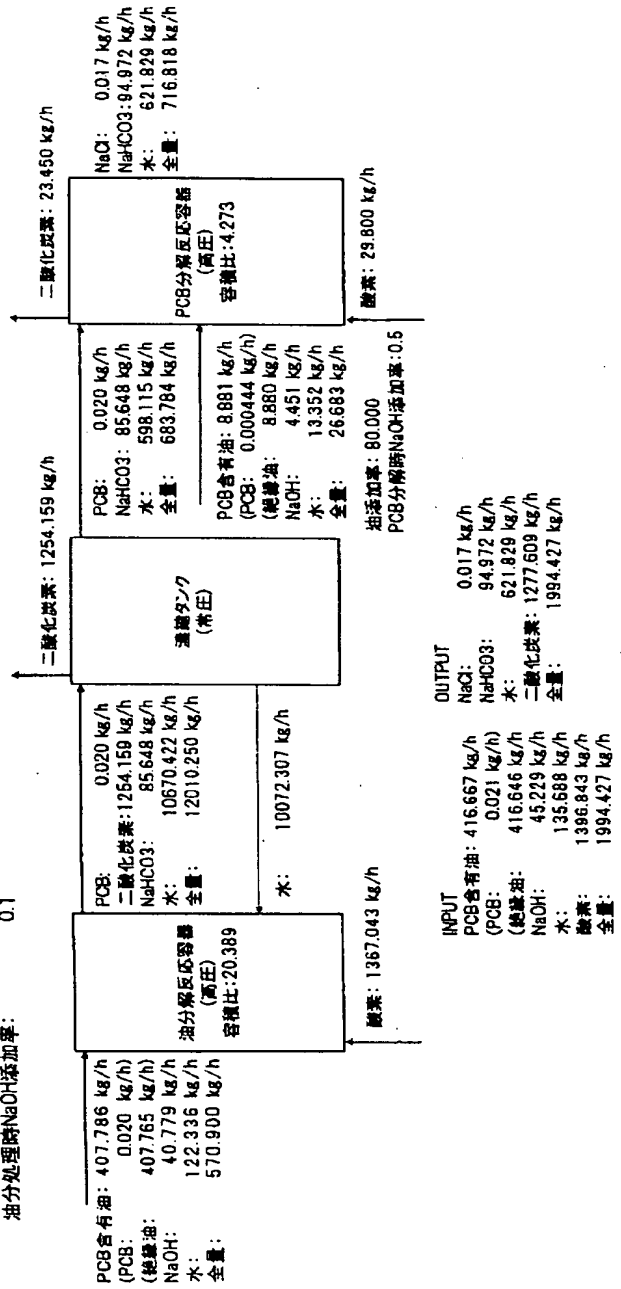 油分処理時NaOH添加率: 0.1
PCB含有油: 407.786 kg/h
(PCB: 0.020 kg/h)
(絶縁油: 407.765 kg/h)
NaOH: 40.779 kg/h
水: 122.336 kg/h
全量: 570.900 kg/h
油分解反応容器
(高圧)
容積比:20.389
酸素: 1367.043 kg/h
PCB: 0.020 kg/h
二酸化炭素:1254.159 kg/h
NaHCO3: 85.648 kg/h
水: 10670.422 kg/h
全量: 12010.250 kg/h
水: 10072.307 kg/h
二酸化炭素: 1254.159 kg/h
濃縮タンク
(常圧)
PCB: 0.020 kg/h
NaHCO3: 85.648 kg/h
水: 598.115 kg/h
全量: 683.784 kg/h
PCB含有油: 8.881 kg/h
(PCB: 0.000444 kg/h)
(絶縁油: 8.880 kg/h
NaOH: 4.451 kg/h
水: 13.352 kg/h
全量: 26.683 kg/h
油添加率: 80.000
PCB分解時NaOH添加率:0.5
二酸化炭素: 23.450 kg/h
PCB分解反応容器
(高圧)
容積比:4.273
酸素: 29.800 kg/h
NaCl: 0.017 kg/h
NaHCO3:94.972 kg/h
水: 621.829 kg/h
全量: 716.818 kg/h
INPUT
PCB含有油: 416.667 kg/h
(PCB: 0.021 kg/h)
(絶縁油: 416.646 kg/h
NaOH: 45.229 kg/h
水: 135.688 kg/h
酸素: 1396.843 kg/h
全量: 1994.427 kg/h
OUTPUT
NaCl: 0.017 kg/h
NaHCO3: 94.972 kg/h
水: 621.829 kg/h
二酸化炭素: 1277.609 kg/h
全量: 1994.427 kg/h